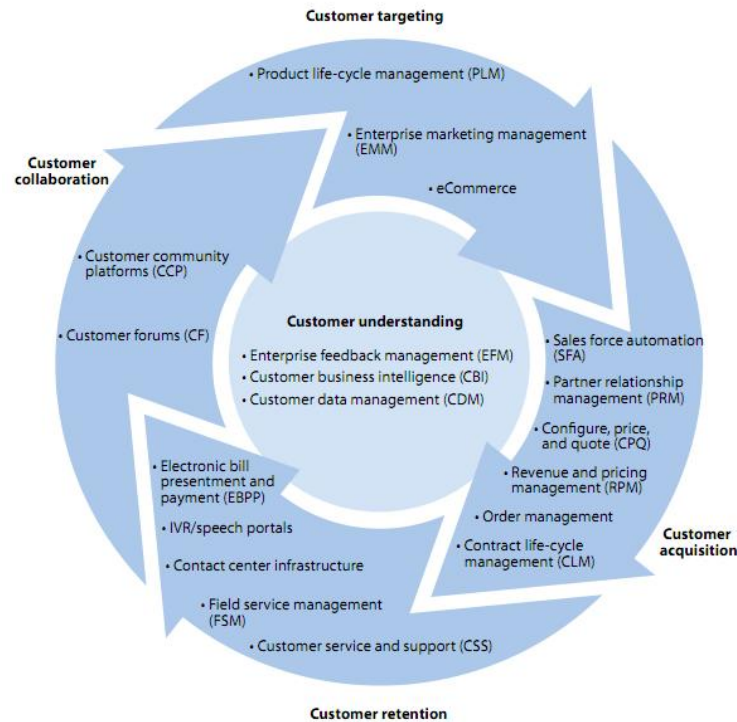 Customer targeting
• Product life-cycle management (PLM)
• Enterprise marketing management
(EMM)
• eCommerce
Customer
collaboration
• Customer community
platforms (CCP)
• Customer forums (CF)
Customer understanding
• Enterprise feedback management (EFM)
• Customer business intelligence (CBI)
• Customer data management (CDM)
• Sales force automation
(SFA)
• Partner relationship
management (PRM)
• Configure, price,
and quote (CPQ)
• Revenue and pricing
management (RPM)
• Order management
• Contract life-cycle
management (CLM)
Customer
acquisition
• Electronic bill
presentment and
payment (EBPP)
• IVR/speech portals
• Contact center infrastructure
• Field service management
(FSM)
• Customer service and support (CSS)
Customer retention